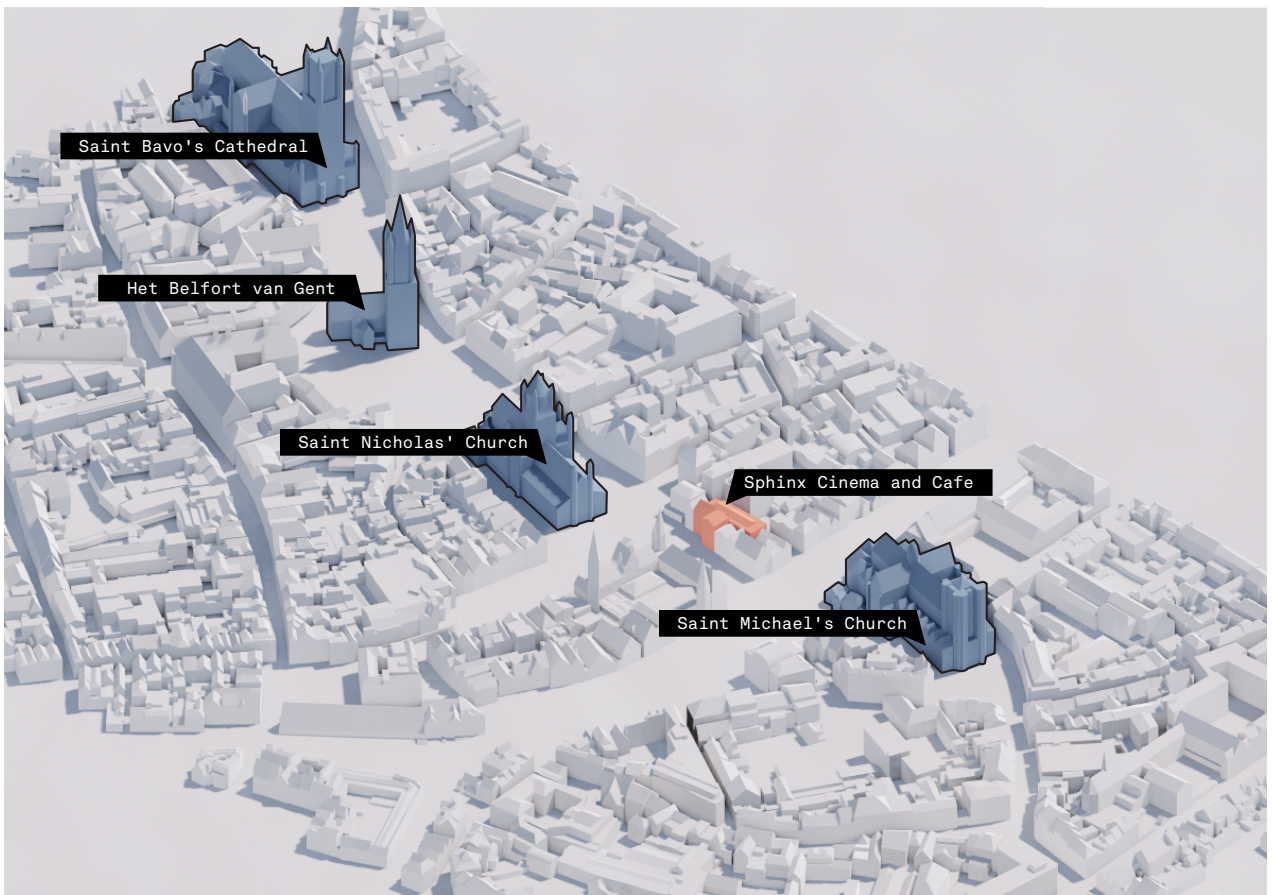 Saint Bavo's Cathedral
Het Belfort van Gent
Saint Nicholas' Church
Sphinx Cinema and Cafe
Saint Michael's Church